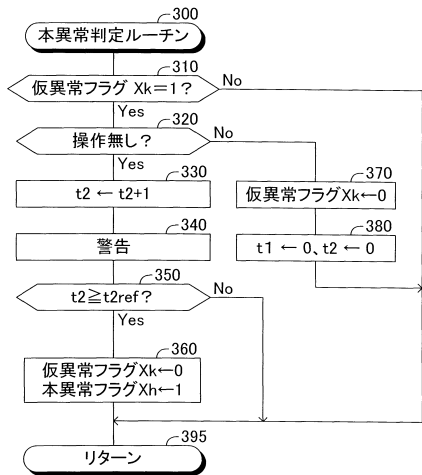 300
本異常判定ルーチン
310
仮異常フラグ Xk=1?
No
Yes
320
操作無し?
No
Yes
330
t2 ← t2+1
370
仮異常フラグXk←0
340
警告
380
t1 ← 0、t2 ← 0
350
t2≧t2ref?
No
Yes
360
仮異常フラグXk←0
本異常フラグXh←1
395
リターン